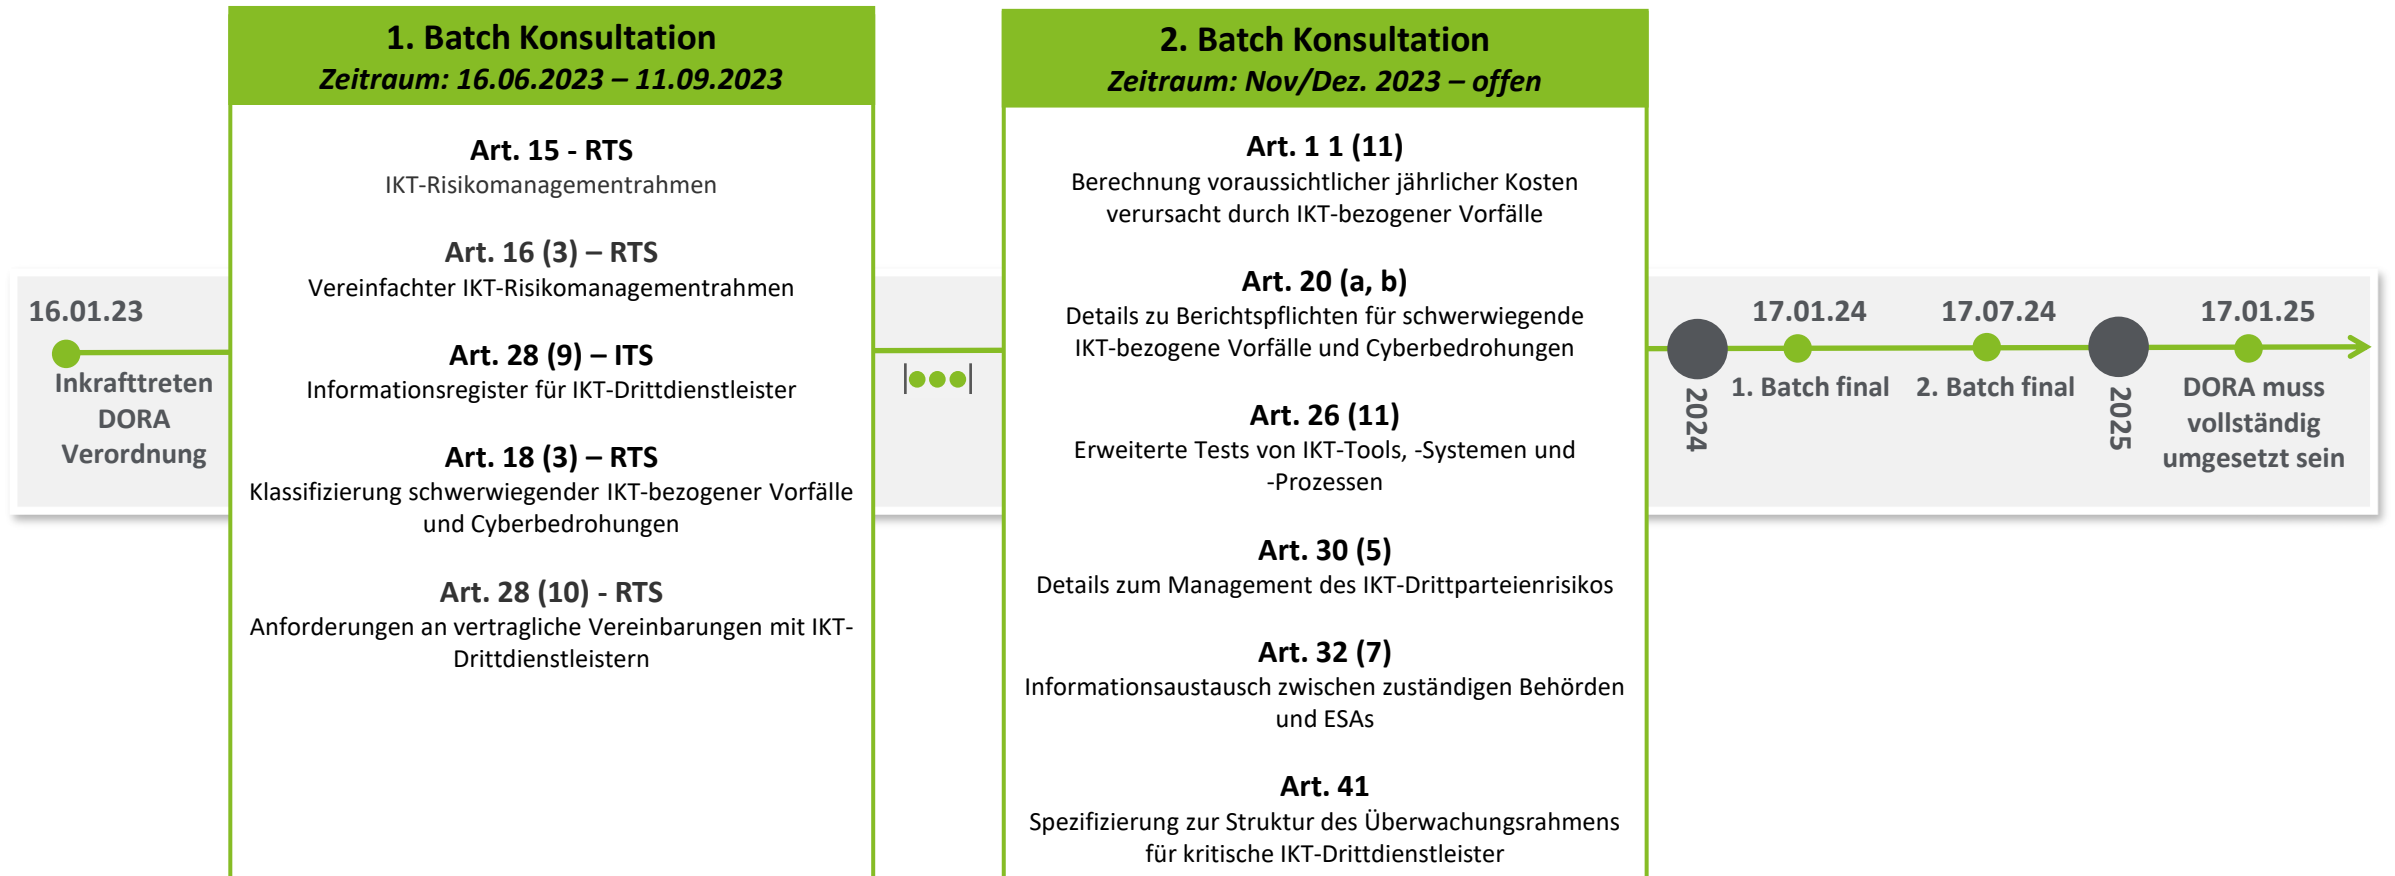 16.01.23
Inkrafttreten
DORA
Verordnung
1. Batch Konsultation
Zeitraum: 16.06.2023 – 11.09.2023
Art. 15 - RTS
IKT-Risikomanagementrahmen
Art. 16 (3) – RTS
Vereinfachter IKT-Risikomanagementrahmen
Art. 28 (9) – ITS
Informationsregister für IKT-Drittdienstleister
Art. 18 (3) – RTS
Klassifizierung schwerwiegender IKT-bezogener Vorfälle
und Cyberbedrohungen
Art. 28 (10) - RTS
Anforderungen an vertragliche Vereinbarungen mit IKT-
Drittdienstleistern
2. Batch Konsultation
Zeitraum: Nov/Dez. 2023 – offen
Art. 1 1 (11)
Berechnung voraussichtlicher jährlicher Kosten
verursacht durch IKT-bezogener Vorfälle
Art. 20 (a, b)
Details zu Berichtspflichten für schwerwiegende
IKT-bezogene Vorfälle und Cyberbedrohungen
Art. 26 (11)
Erweiterte Tests von IKT-Tools, -Systemen und
-Prozessen
Art. 30 (5)
Details zum Management des IKT-Drittparteienrisikos
Art. 32 (7)
Informationsaustausch zwischen zuständigen Behörden
und ESAs
Art. 41
Spezifizierung zur Struktur des Überwachungsrahmens
für kritische IKT-Drittdienstleister
2024
17.01.24
1. Batch final
17.07.24
2. Batch final
2025
17.01.25
DORA muss
vollständig
umgesetzt sein